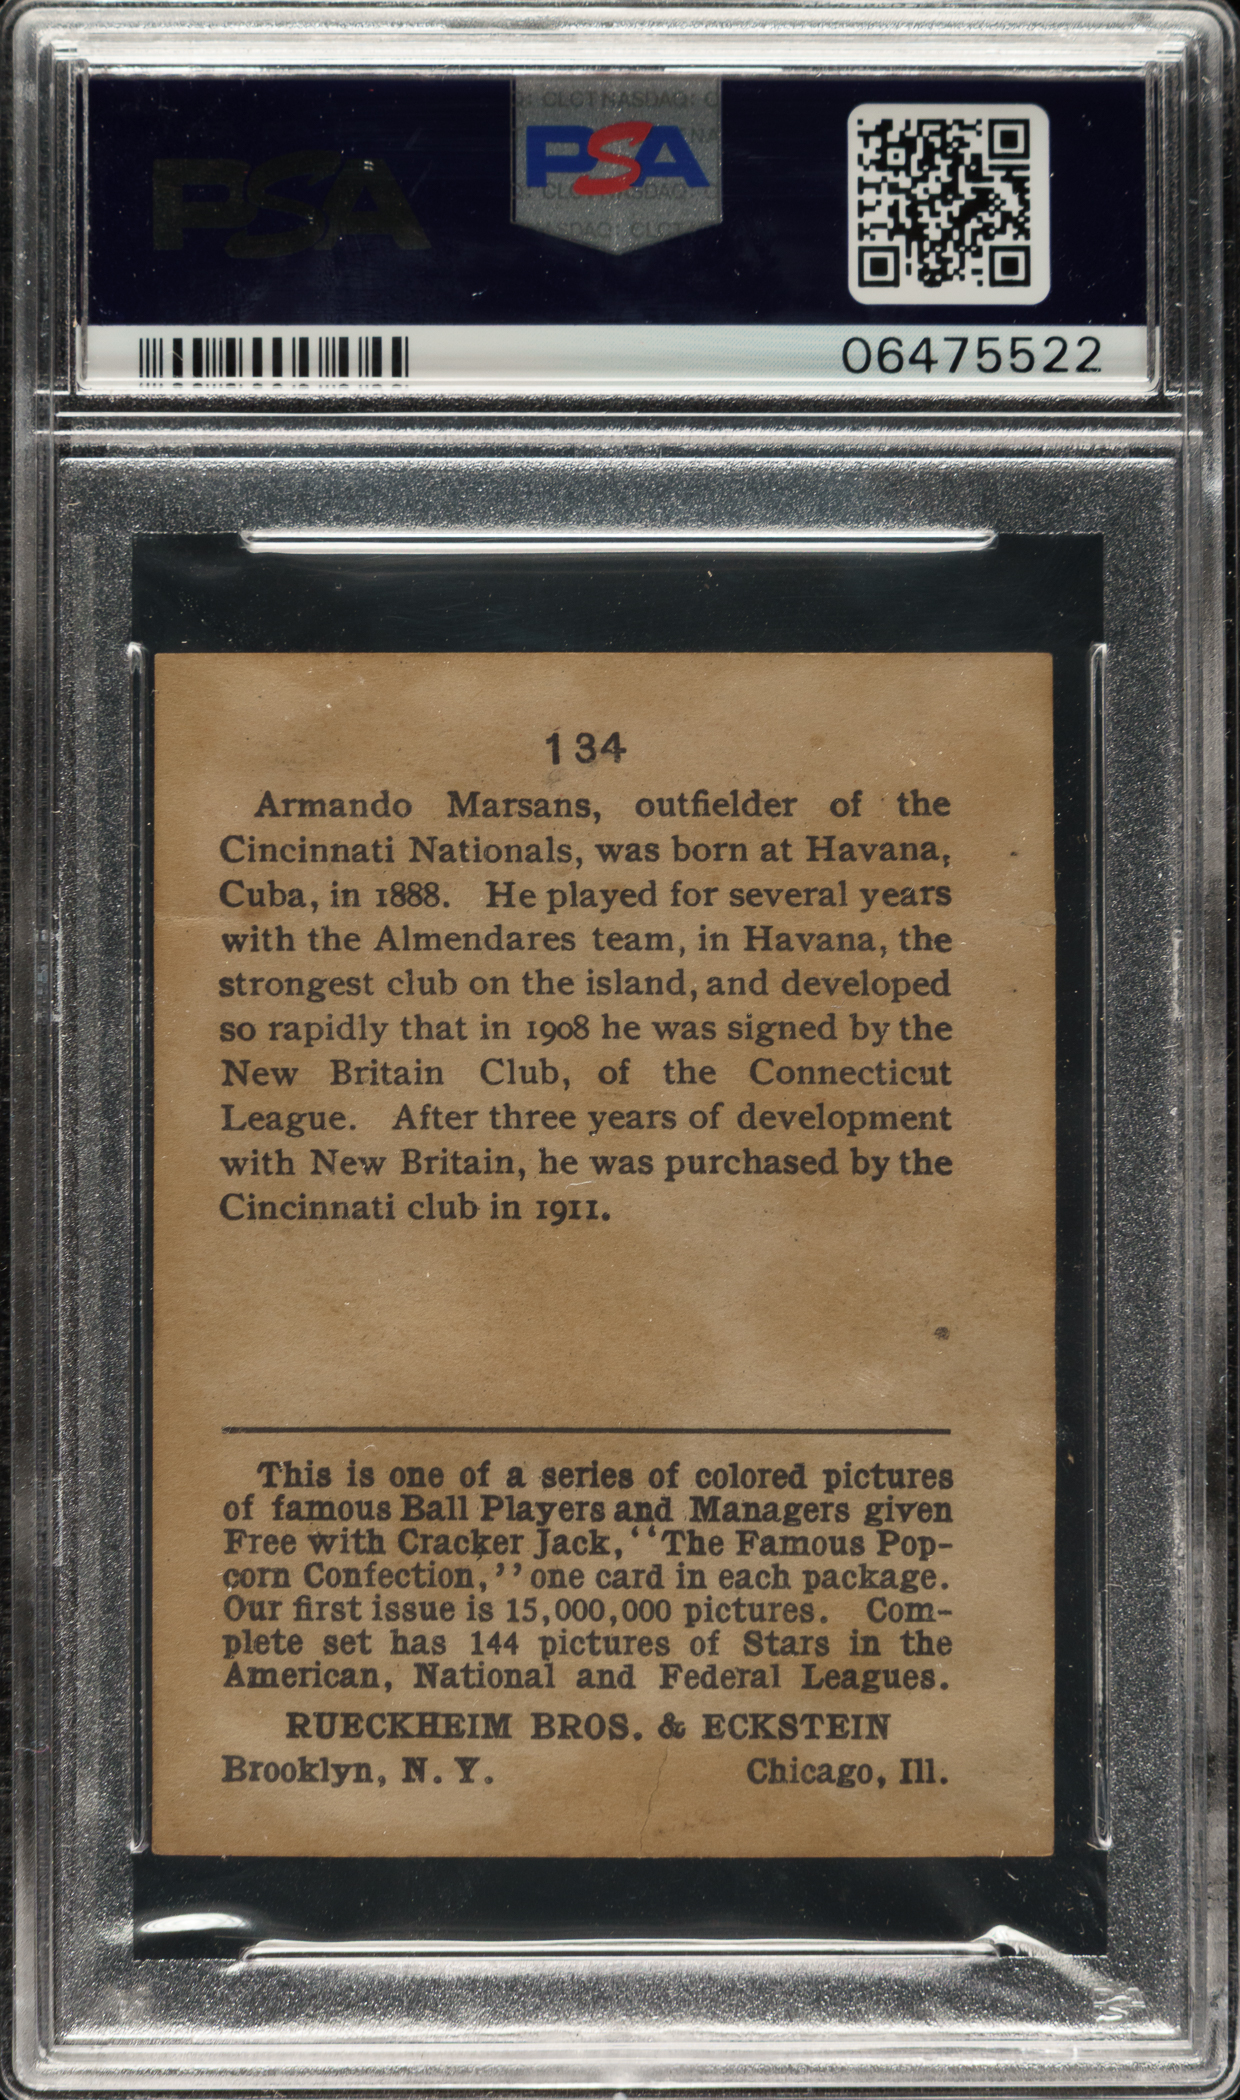 PSA
PSA
06475522
134
Armando Marsans, outfielder of the
Cincinnati Nationals, was born at Havana,
Cuba, in 1888. He played for several years
with the Almendares team, in Havana, the
strongest club on the island, and developed
so rapidly that in 1908 he was signed by the
New Britain Club, of the Connecticut
League. After three years of development
with New Britain, he was purchased by the
Cincinnati club in 1911.
This is one of a series of colored pictures
of famous Ball Players and Managers given
Free with Cracker Jack, "The Famous Pop-
corn Confection," one card in each package.
Our first issue is 15,000,000 pictures. Com-
plete set has 144 pictures of Stars in the
American, National and Federal Leagues.
RUECKHEIM BROS. & ECKSTEIN
Brooklyn, N. Y. Chicago, Ill.